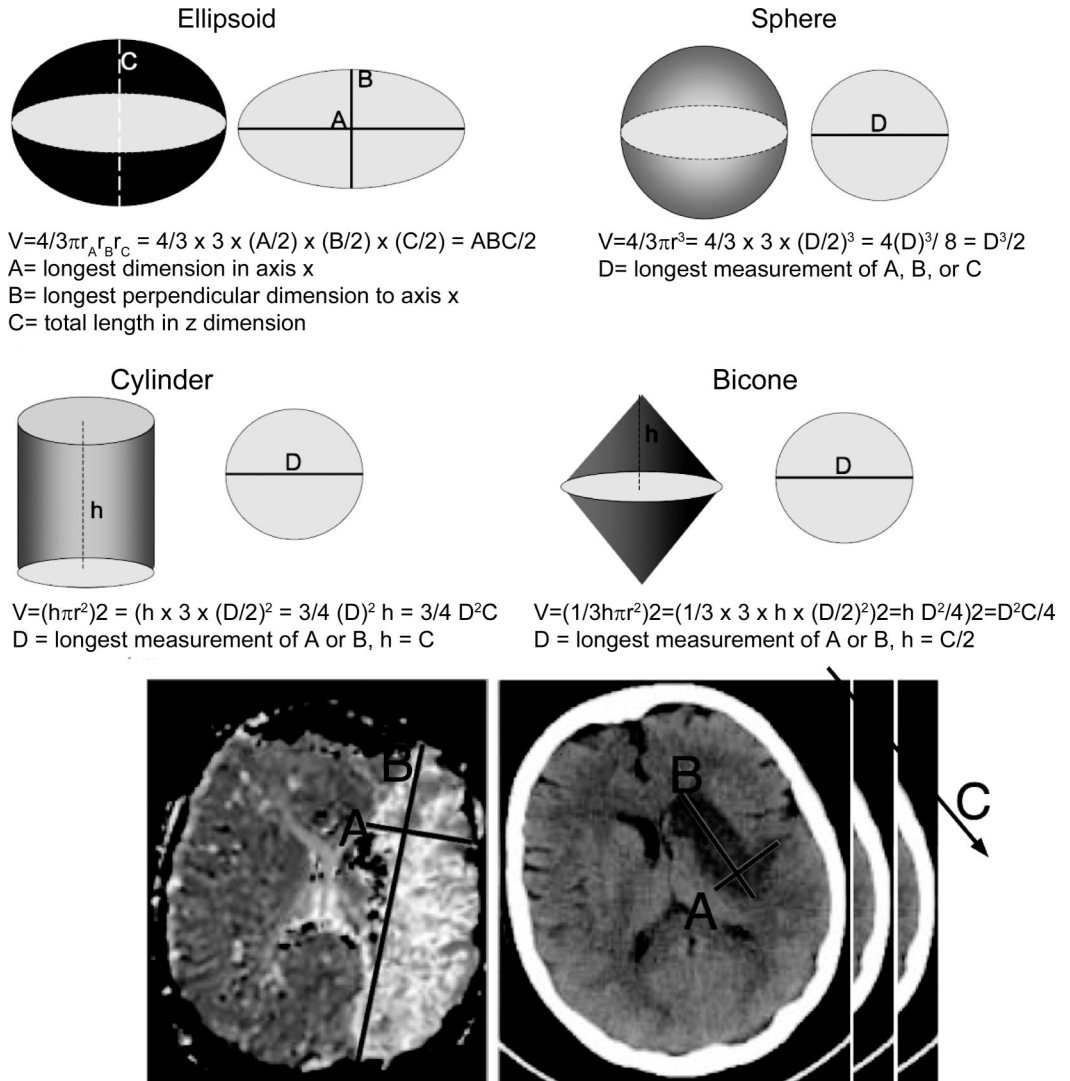 Ellipsoid
C
B
A
V=4/3πr_Ar_Br_C = 4/3 x 3 x (A/2) x (B/2) x (C/2) = ABC/2
A= longest dimension in axis x
B= longest perpendicular dimension to axis x
C= total length in z dimension
Sphere
D
V=4/3πr³= 4/3 x 3 x (D/2)³ = 4(D)³/ 8 = D³/2
D= longest measurement of A, B, or C
Cylinder
D
h
V=(hπr²)2 = (h x 3 x (D/2)² = 3/4 (D)² h = 3/4 D²C
D = longest measurement of A or B, h = C
Bicone
h
D
V=(1/3hπr²)2=(1/3 x 3 x h x (D/2)²)2=h D²/4)2=D²C/4
D = longest measurement of A or B, h = C/2
B
A
B
A
C